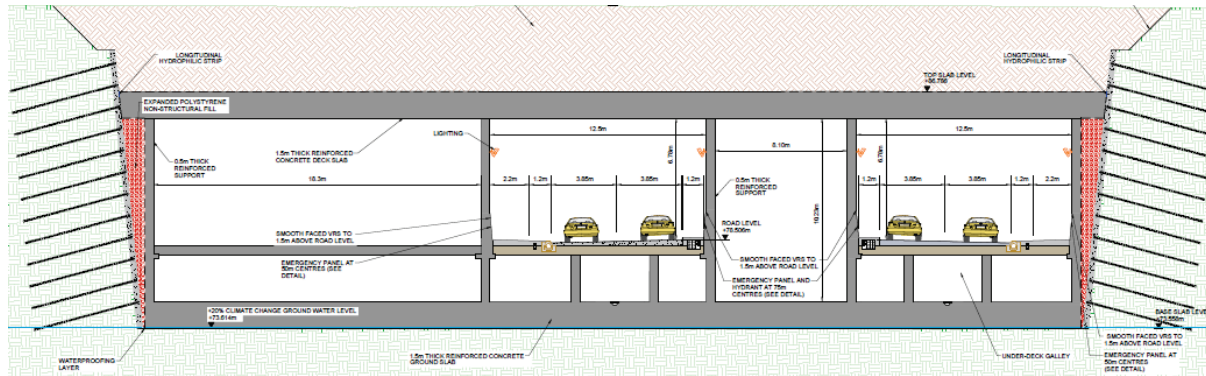 LONGITUDINAL
HYDROPHILIC STRIP
LONGITUDINAL
HYDROPHILIC STRIP
TOP SLAB LEVEL
+86.786
EXPANDED POLYSTYRENE
NON-STRUCTURAL FILL
LIGHTING
12.5m
12.5m
1.5m THICK REINFORCED
CONCRETE DECK SLAB
6.78m
8.10m
6.78m
0.5m THICK
REINFORCED
SUPPORT
18.3m
2.2m
1.2m
3.85m
3.85m
1.2m
0.5m THICK
REINFORCED
SUPPORT
1.2m
3.85m
3.85m
1.2m
2.2m
ROAD LEVEL
+78.506m
SMOOTH FACED VRS TO
1.5m ABOVE ROAD LEVEL
EMERGENCY PANEL AT
50m CENTRES (SEE
DETAIL)
SMOOTH FACED VRS TO
1.5m ABOVE ROAD LEVEL
EMERGENCY PANEL AND
HYDRANT AT 75m
CENTRES (SEE DETAIL)
+20% CLIMATE CHANGE GROUND WATER LEVEL
+73.614m
BASE SLAB LEVEL
+73.556m
WATERPROOFING
LAYER
1.5m THICK REINFORCED CONCRETE
GROUND SLAB
UNDER-DECK GALLEY
SMOOTH FACED VRS TO
1.5m ABOVE ROAD LEVEL
EMERGENCY PANEL AT
50m CENTRES
(SEE DETAIL)